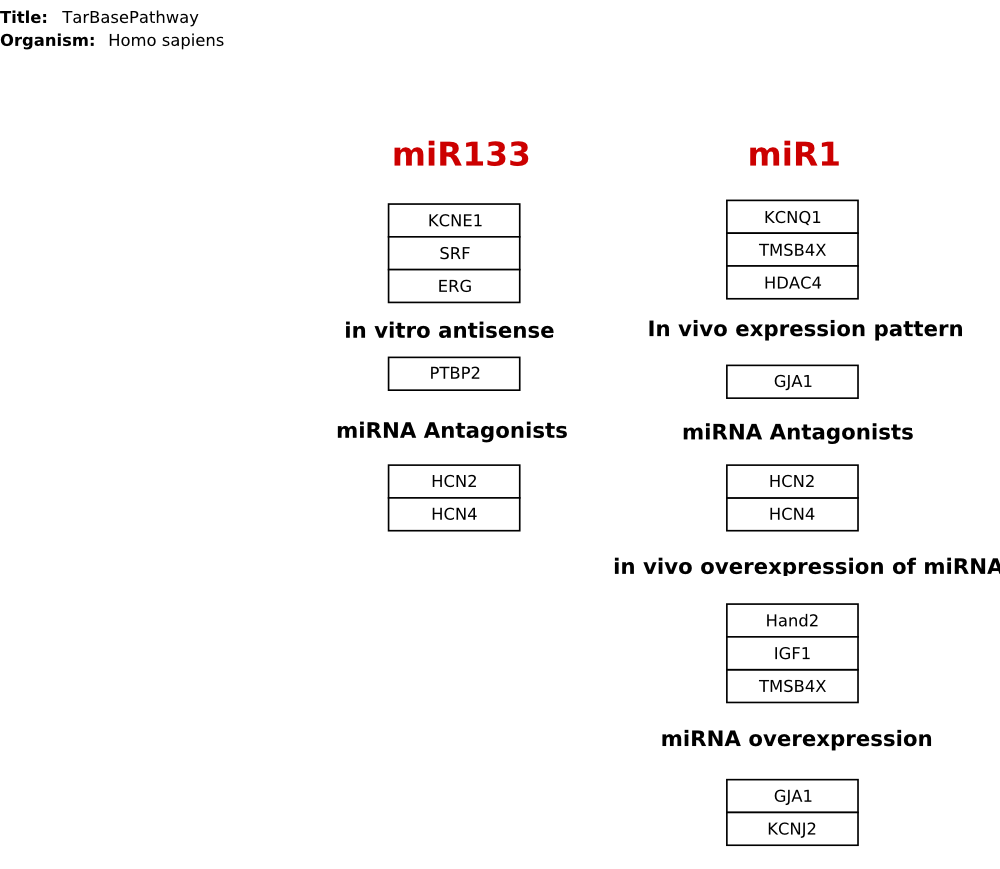 Title: TarBasePathway
Organism: Homo sapiens
miR133
KCNE1
SRF
ERG
in vitro antisense
PTBP2
miRNA Antagonists
HCN2
HCN4
miR1
KCNQ1
TMSB4X
HDAC4
In vivo expression pattern
GJA1
miRNA Antagonists
HCN2
HCN4
in vivo overexpression of miRNA
Hand2
IGF1
TMSB4X
miRNA overexpression
GJA1
KCNJ2